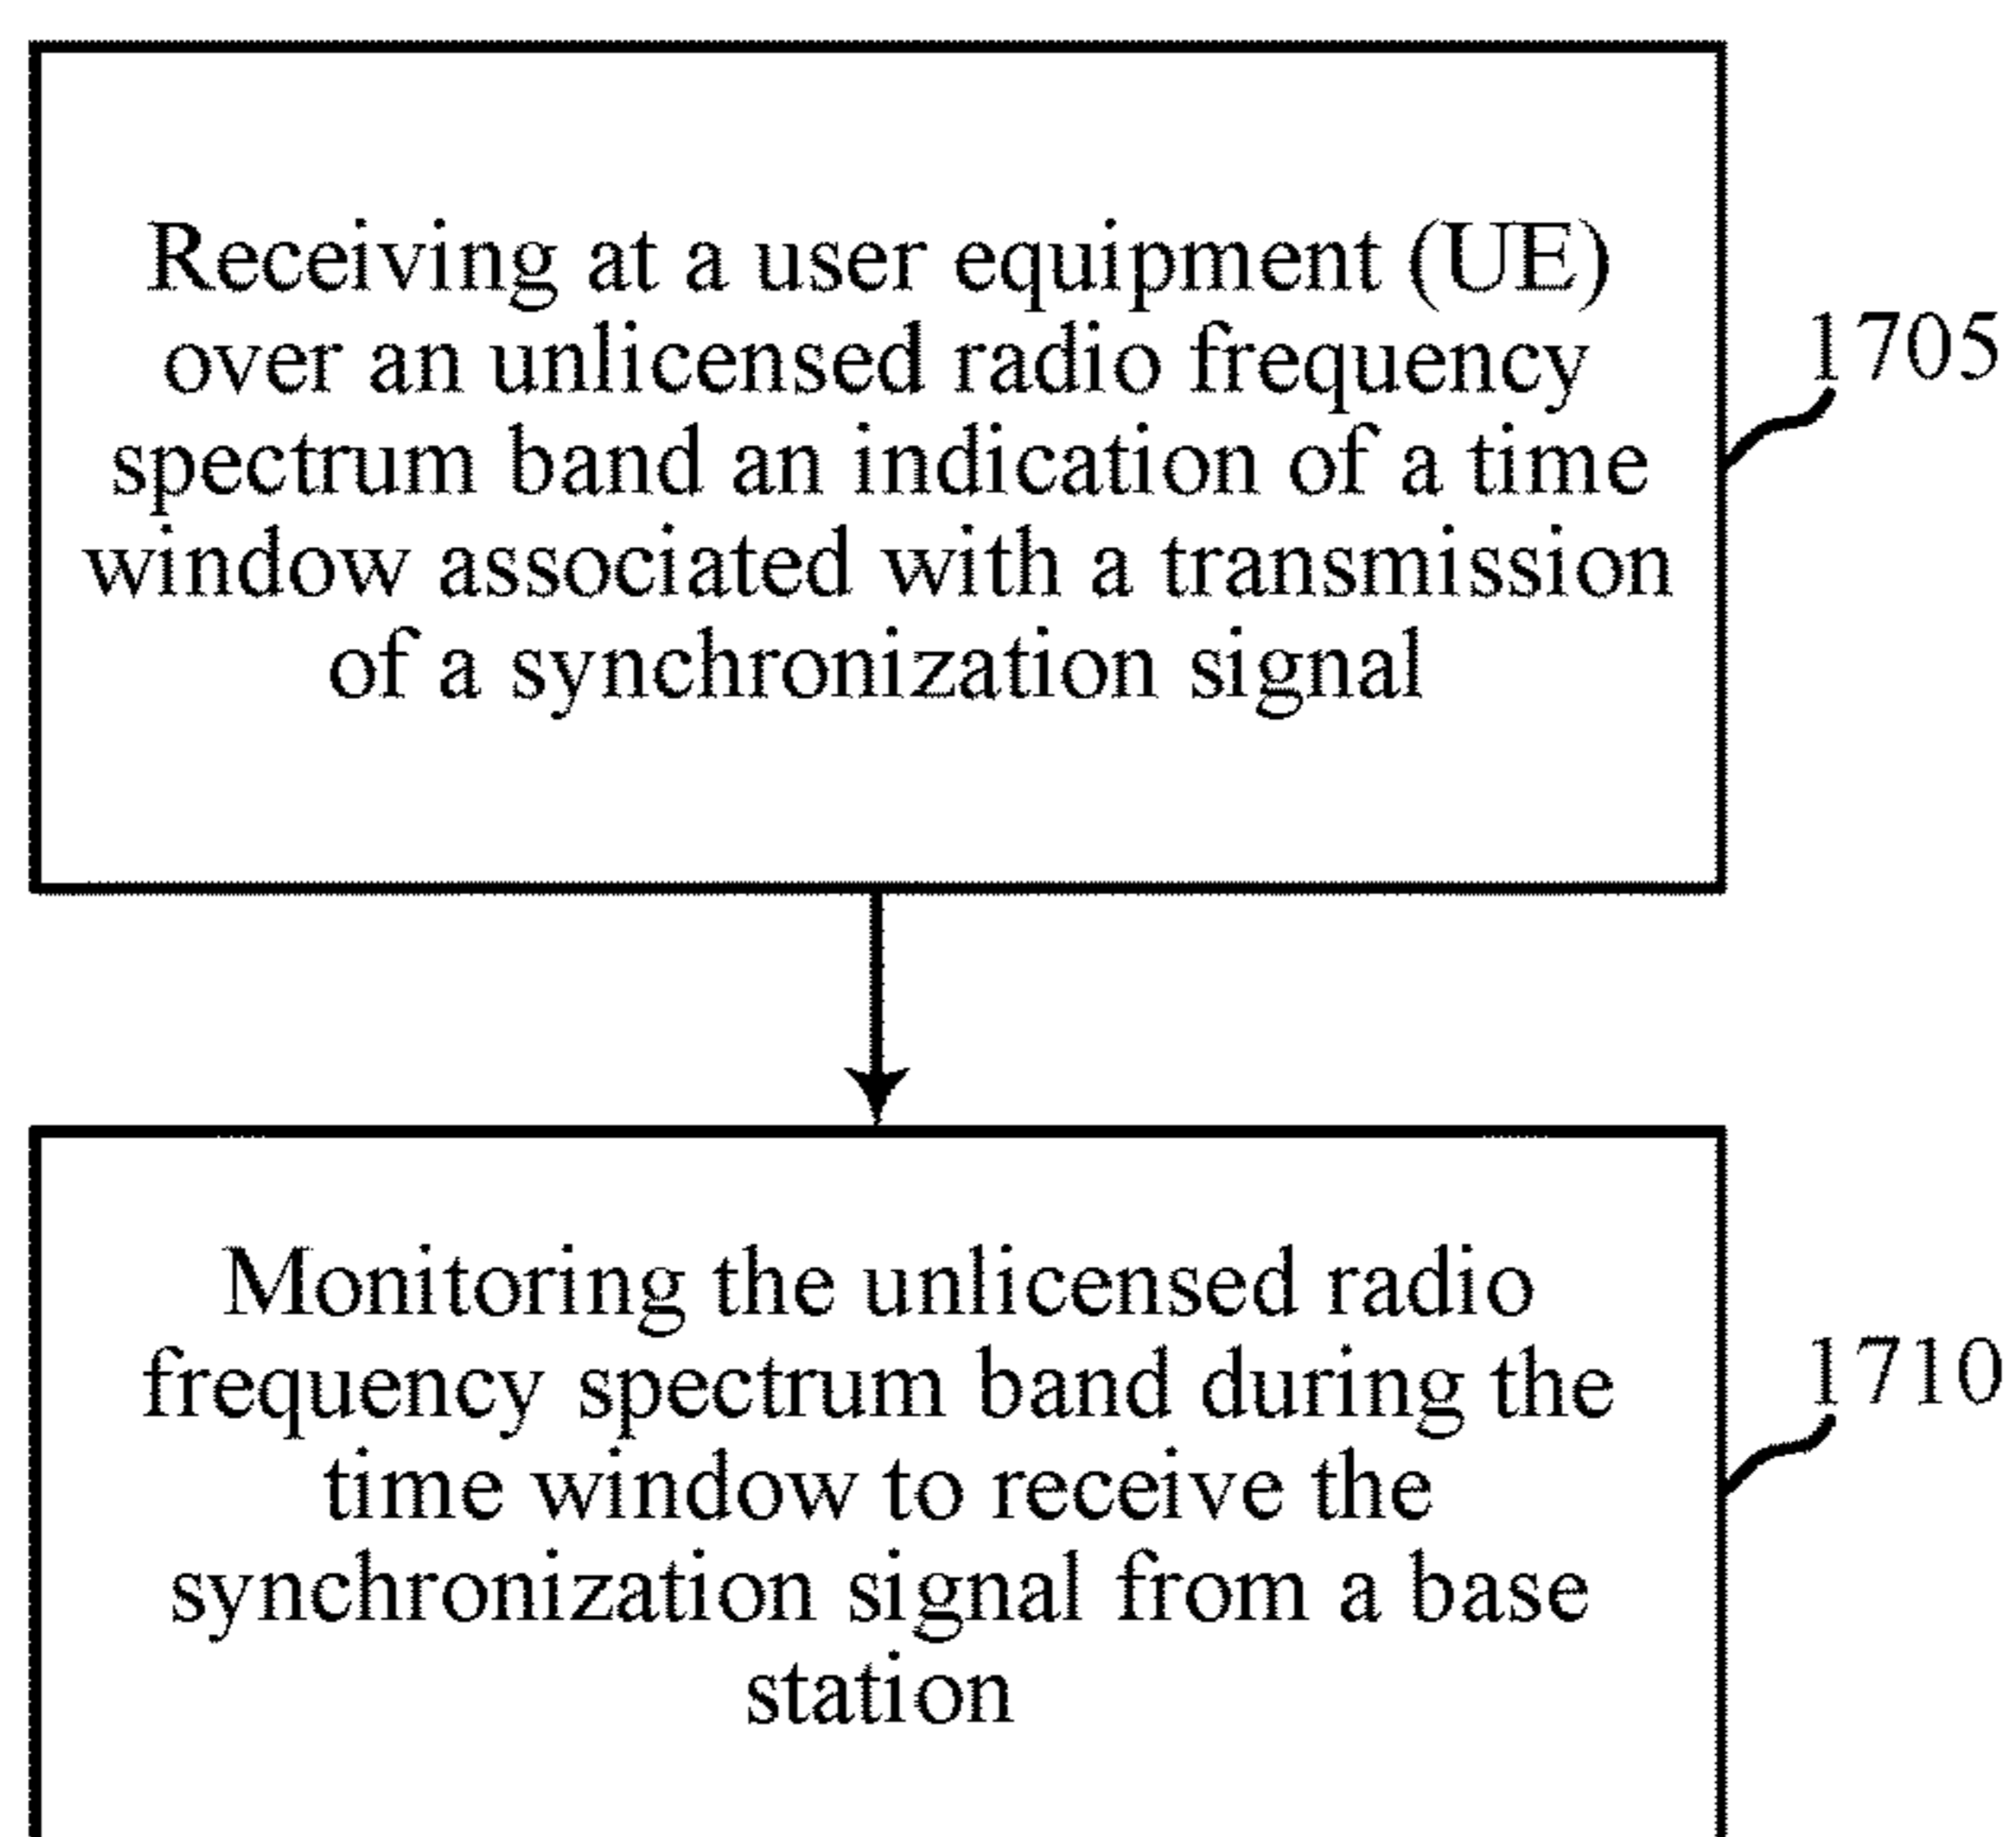 Receiving at a user equipment (UE)
over an unlicensed radio frequency
spectrum band an indication of a time
window associated with a transmission
of a synchronization signal
1705
Monitoring the unlicensed radio
frequency spectrum band during the
time window to receive the
synchronization signal from a base
station
1710